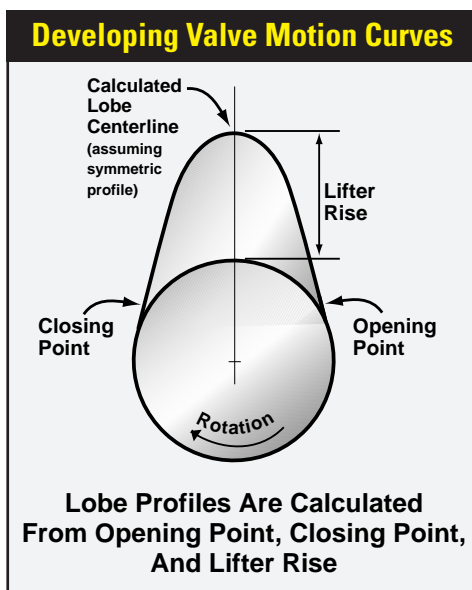 Developing Valve Motion Curves
Calculated
Lobe
Centerline
(assuming
symmetric
profile)
Lifter
Rise
Closing
Point
Opening
Point
Rotation
Lobe Profiles Are Calculated
From Opening Point, Closing Point,
And Lifter Rise